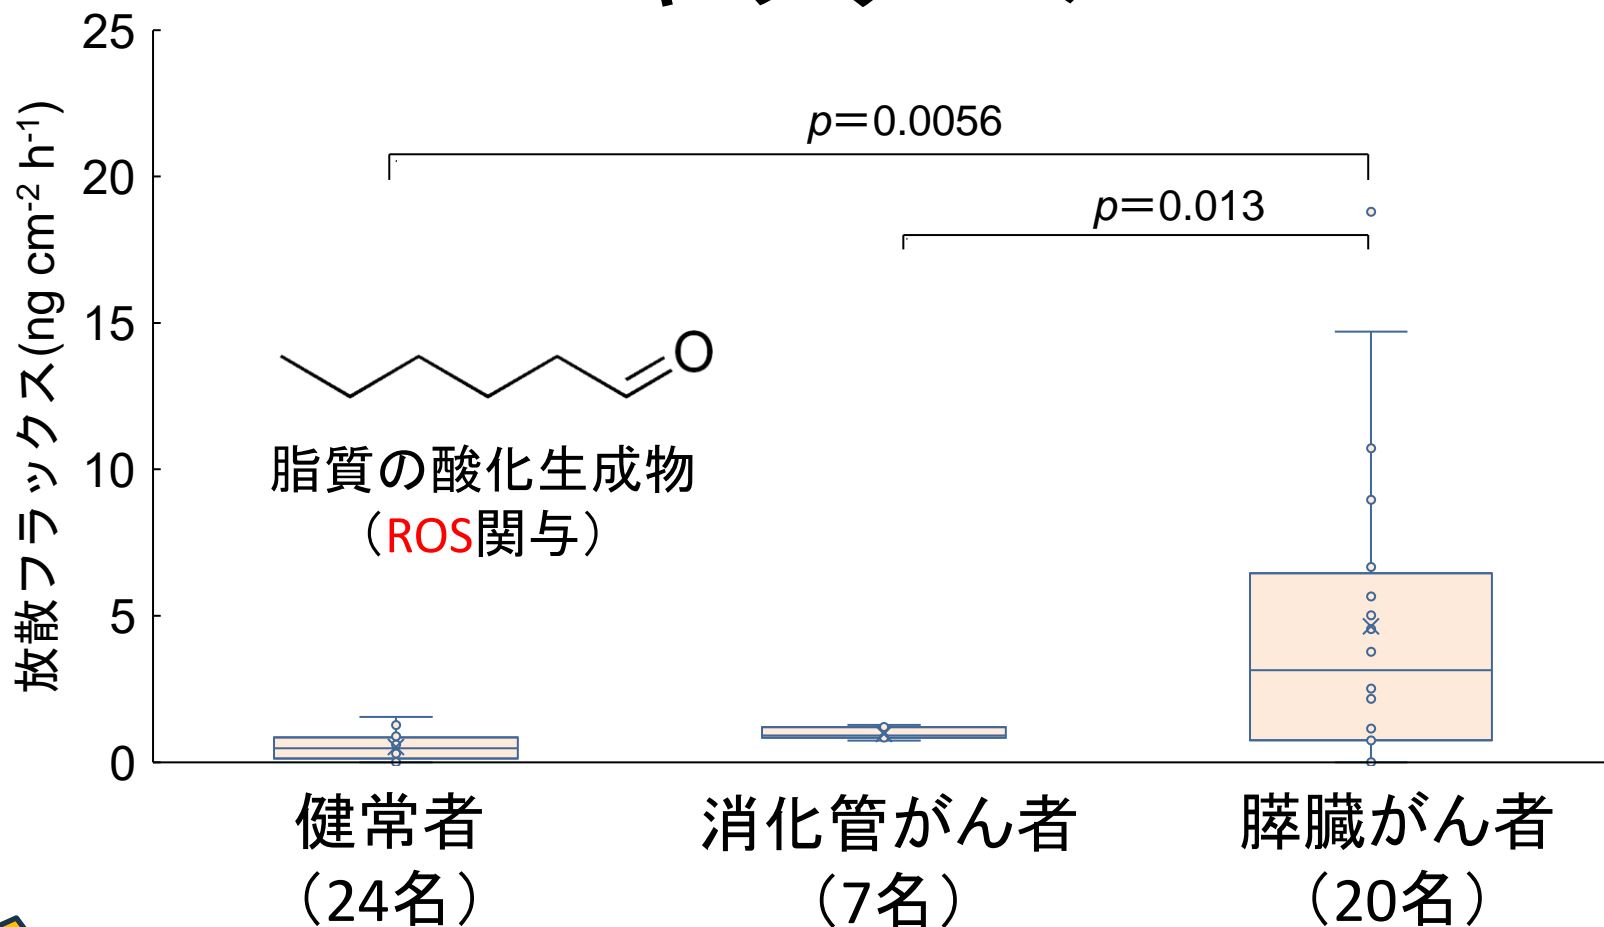 25
20
15
10
5
0
放散フラックス(ng cm-2 h-1)
p＝0.0056
p＝0.013
O
脂質の酸化生成物
（ROS関与）
健常者
（24名）
消化管がん者
（7名）
膵臓がん者
（20名）